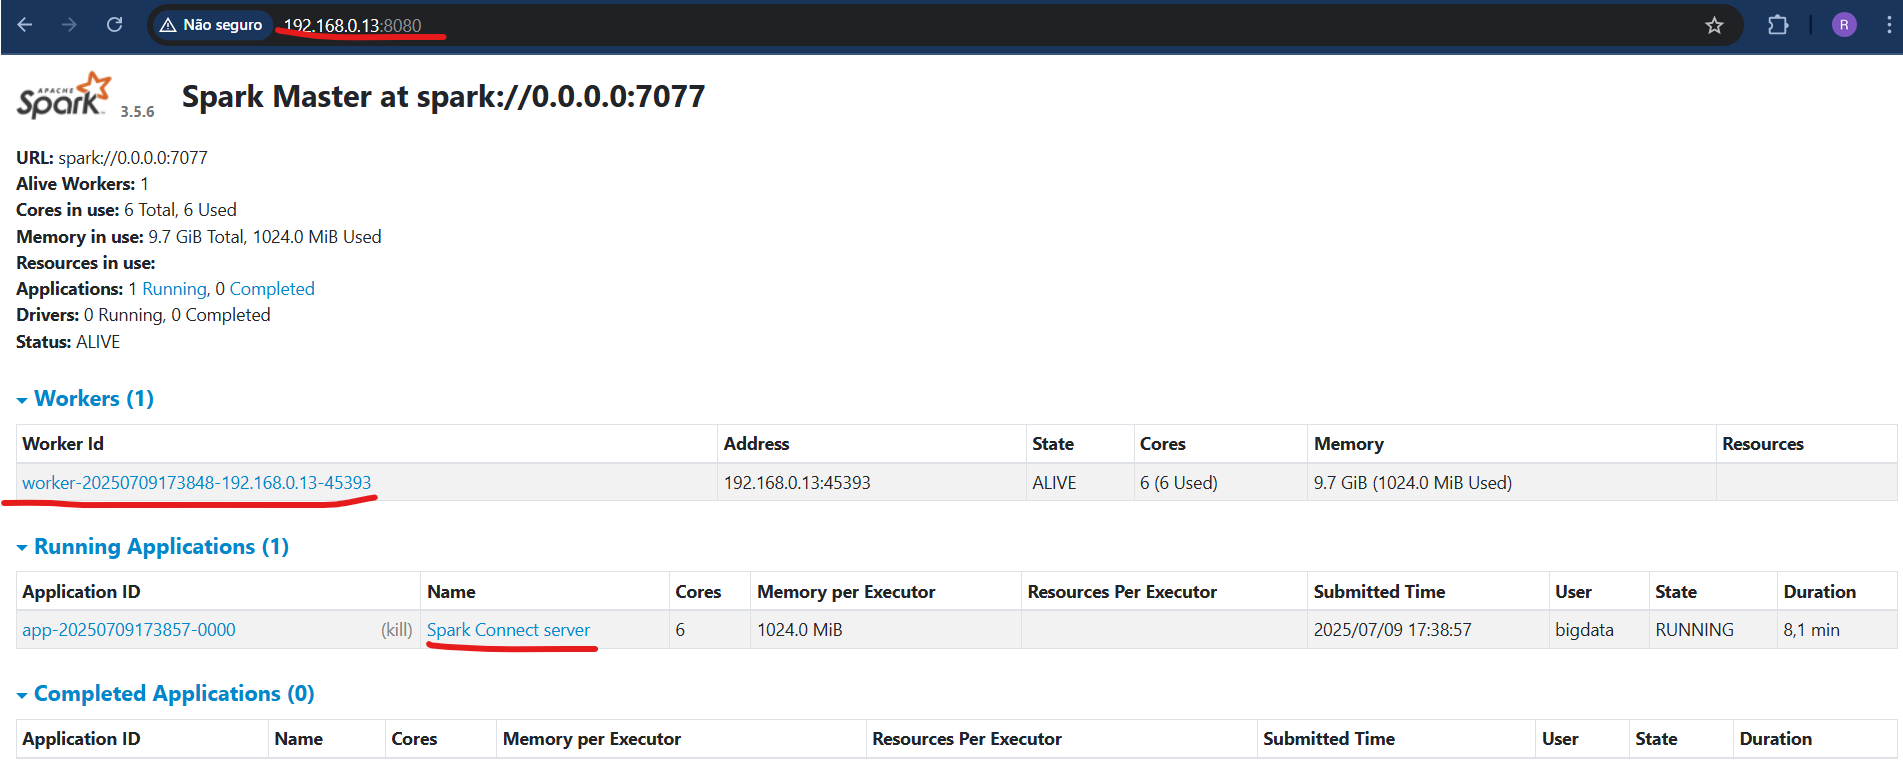 Não seguro 192.168.0.13:8080 R
APACHE Spark 3.5.6 Spark Master at spark://0.0.0.0:7077
URL: spark://0.0.0.0:7077
Alive Workers: 1
Cores in use: 6 Total, 6 Used
Memory in use: 9.7 GiB Total, 1024.0 MiB Used
Resources in use:
Applications: 1 Running, 0 Completed
Drivers: 0 Running, 0 Completed
Status: ALIVE
Workers (1)
Worker Id Address State Cores Memory Resources
worker-20250709173848-192.168.0.13-45393 192.168.0.13:45393 ALIVE 6 (6 Used) 9.7 GiB (1024.0 MiB Used)
Running Applications (1)
Application ID Name Cores Memory per Executor Resources Per Executor Submitted Time User State Duration
app-20250709173857-0000 (kill) Spark Connect server 6 1024.0 MiB 2025/07/09 17:38:57 bigdata RUNNING 8,1 min
Completed Applications (0)
Application ID Name Cores Memory per Executor Resources Per Executor Submitted Time User State Duration